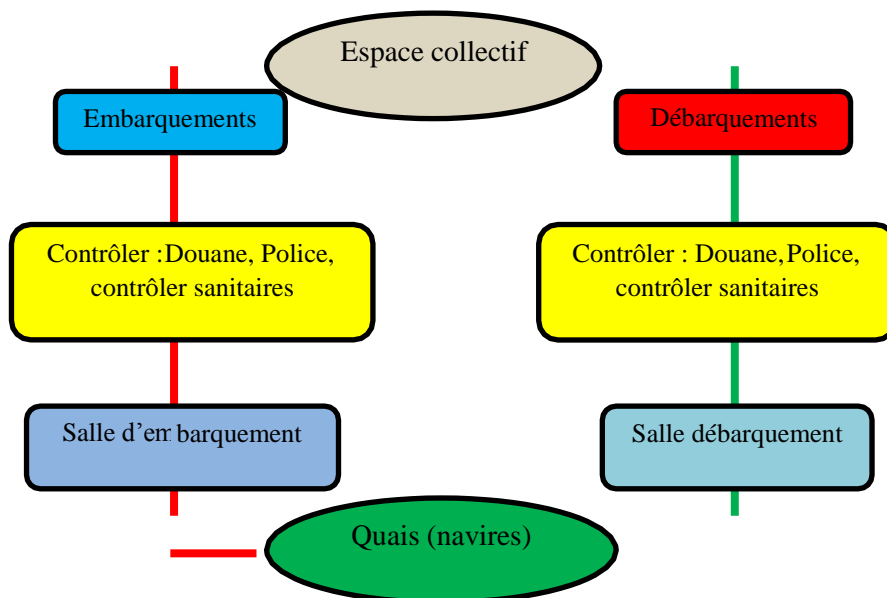 Espace collectif
Embarquements
Débarquements
Contrôler :Douane, Police,
contrôler sanitaires
Contrôler : Douane, Police,
contrôler sanitaires
Salle d’embarquement
Salle débarquement
Quais (navires)